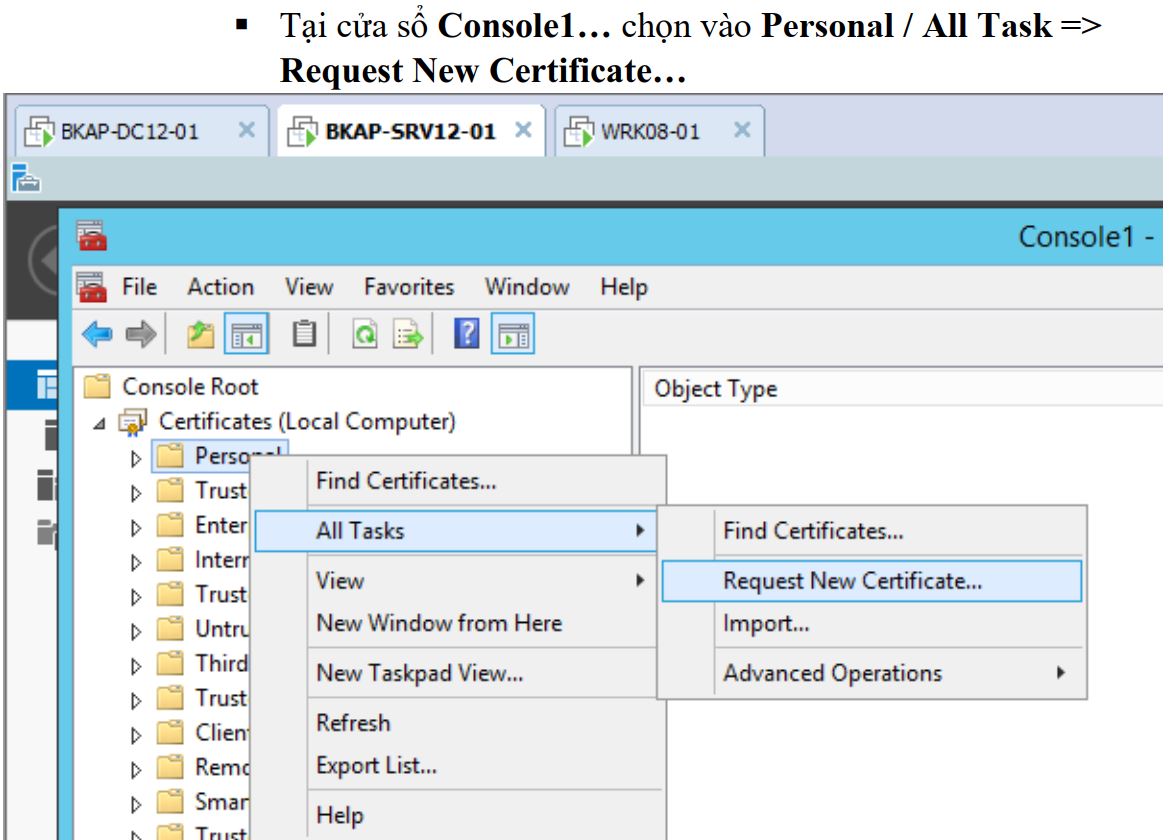 ▪ Tại cửa sổ Console1… chọn vào Personal / All Task =>
Request New Certificate…
BKAP-DC12-01
BKAP-SRV12-01
WRK08-01
Console1 -
File Action View Favorites Window Help
Console Root
Object Type
Certificates (Local Computer)
Personal
Find Certificates...
Trust
All Tasks
Find Certificates...
Enter
Intern
View
Request New Certificate...
Trust
New Window from Here
Import...
Untru
Third
New Taskpad View...
Advanced Operations
Trust
Refresh
Clien
Remo
Export List...
Smar
Help
Trust